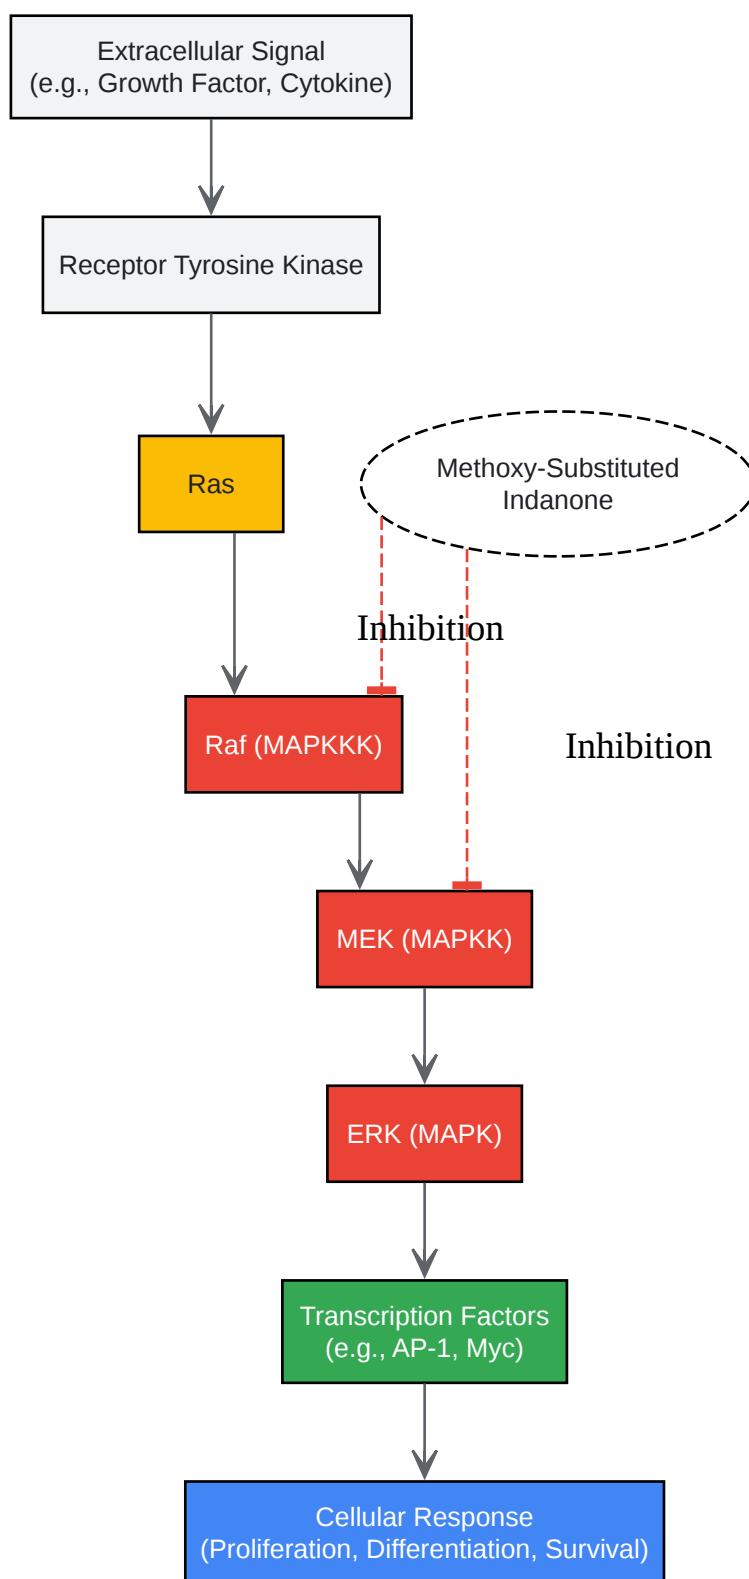 Extracellular Signal
(e.g., Growth Factor, Cytokine)
Receptor Tyrosine Kinase
Ras
Methoxy-Substituted
Indanone
Inhibition
Raf (MAPKKK)
Inhibition
MEK (MAPKK)
ERK (MAPK)
Transcription Factors
(e.g., AP-1, Myc)
Cellular Response
(Proliferation, Differentiation, Survival)